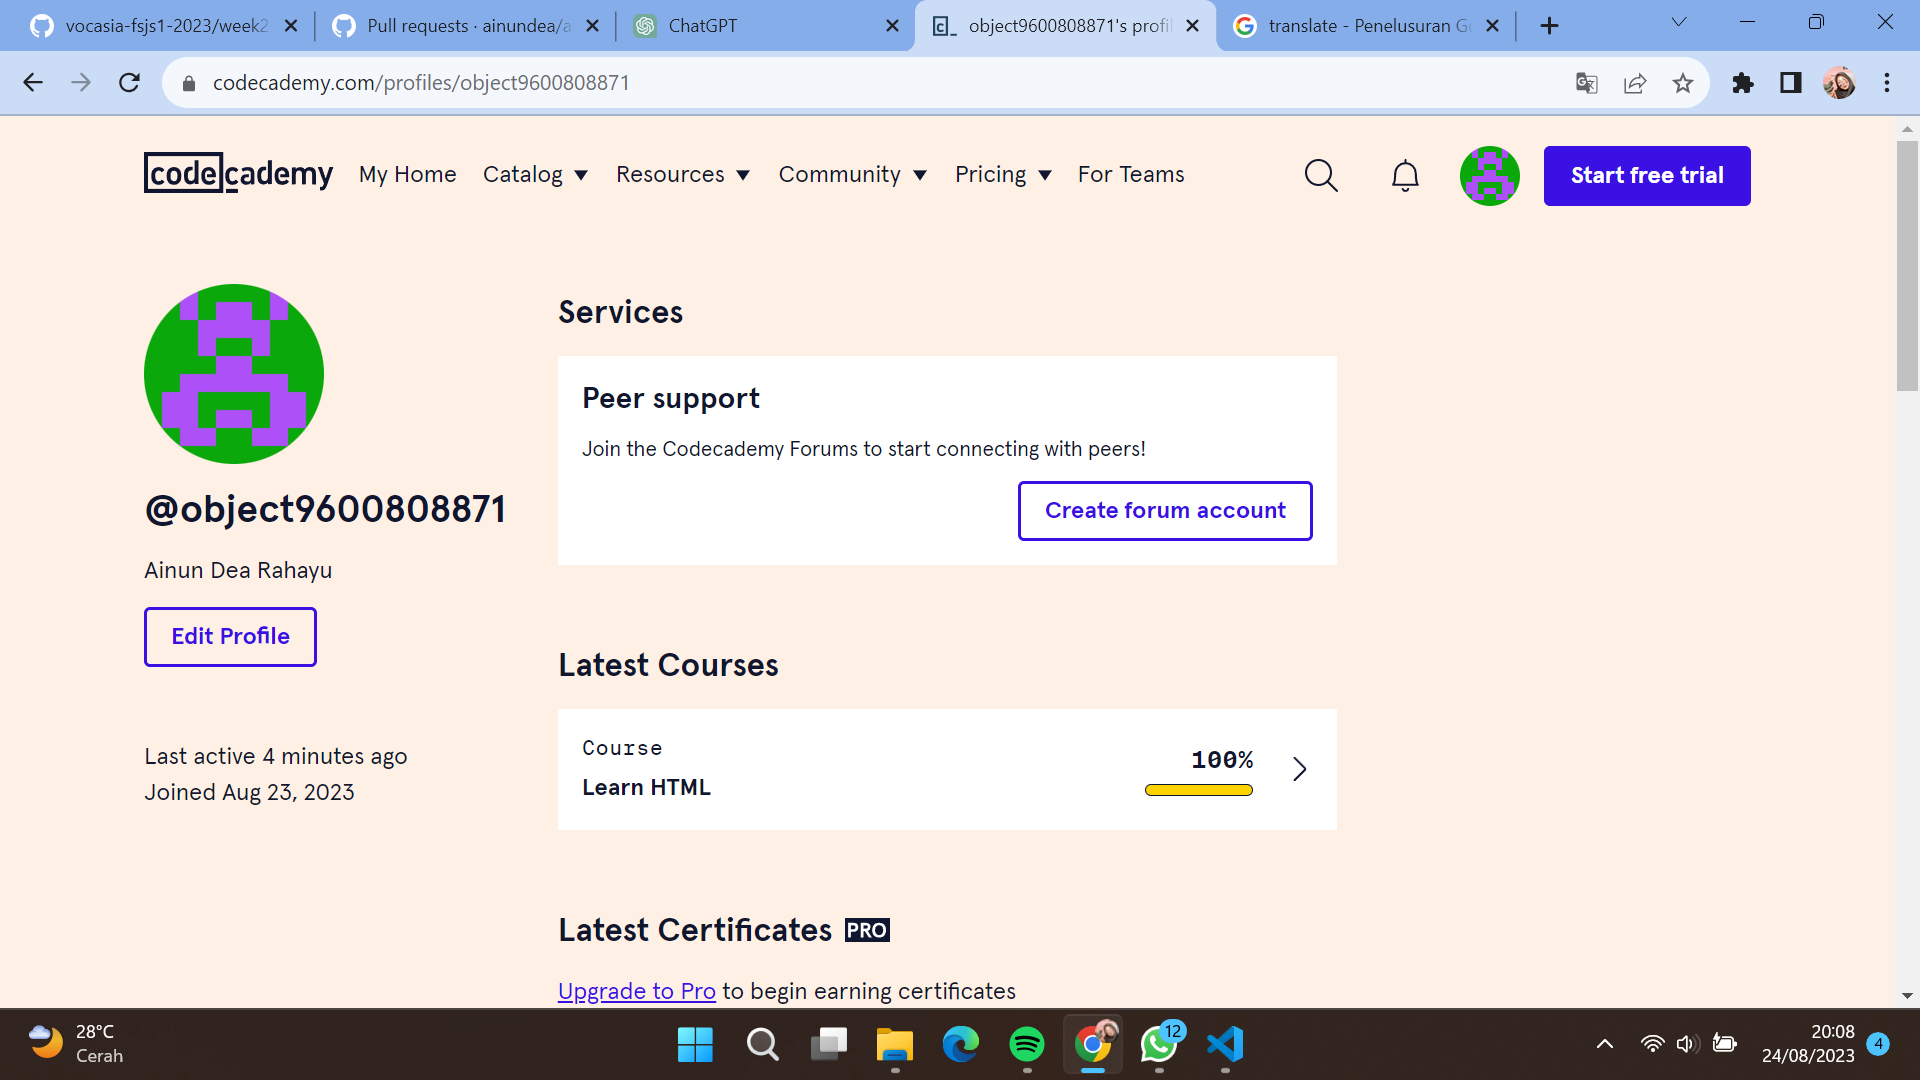 vocasia-fsjs1-2023/week2
Pull requests · ainundea/a
ChatGPT
object9600808871's profil
translate - Penelusuran Go
codecademy.com/profiles/object9600808871
codecademy
My Home
Catalog
Resources
Community
Pricing
For Teams
Start free trial
@object9600808871
Ainun Dea Rahayu
Edit Profile
Last active 4 minutes ago
Joined Aug 23, 2023
Services
Peer support
Join the Codecademy Forums to start connecting with peers!
Create forum account
Latest Courses
Course
Learn HTML
100%
Latest Certificates PRO
Upgrade to Pro to begin earning certificates
28°C
Cerah
12
20:08
24/08/2023
4